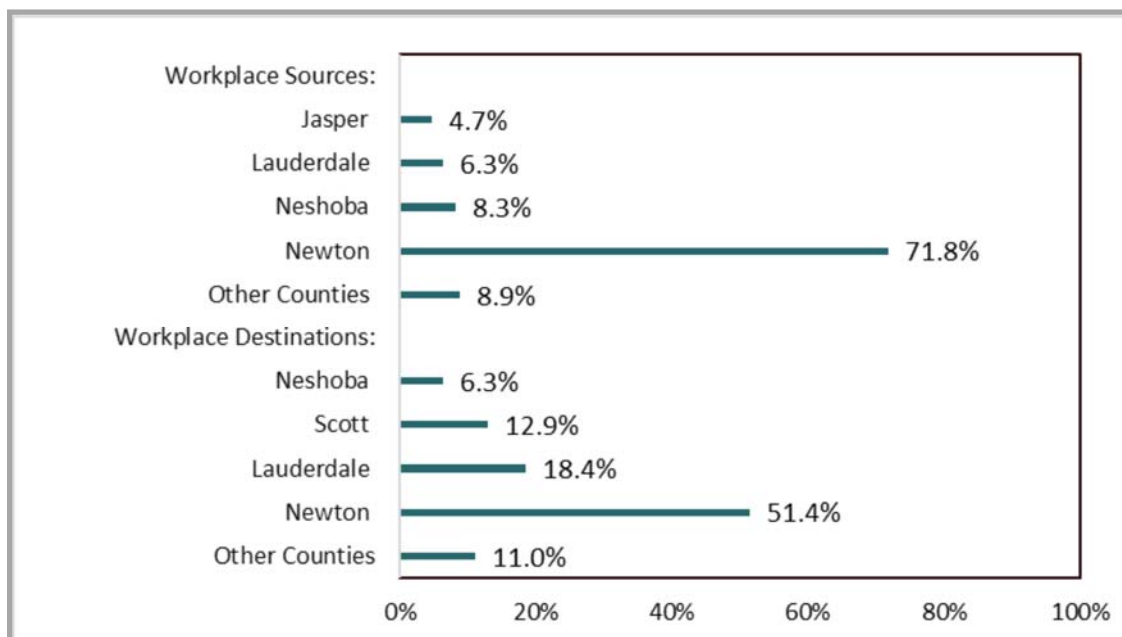 Workplace Sources:
Jasper 4.7%
Lauderdale 6.3%
Neshoba 8.3%
Newton 71.8%
Other Counties 8.9%
Workplace Destinations:
Neshoba 6.3%
Scott 12.9%
Lauderdale 18.4%
Newton 51.4%
Other Counties 11.0%
0% 20% 40% 60% 80% 100%